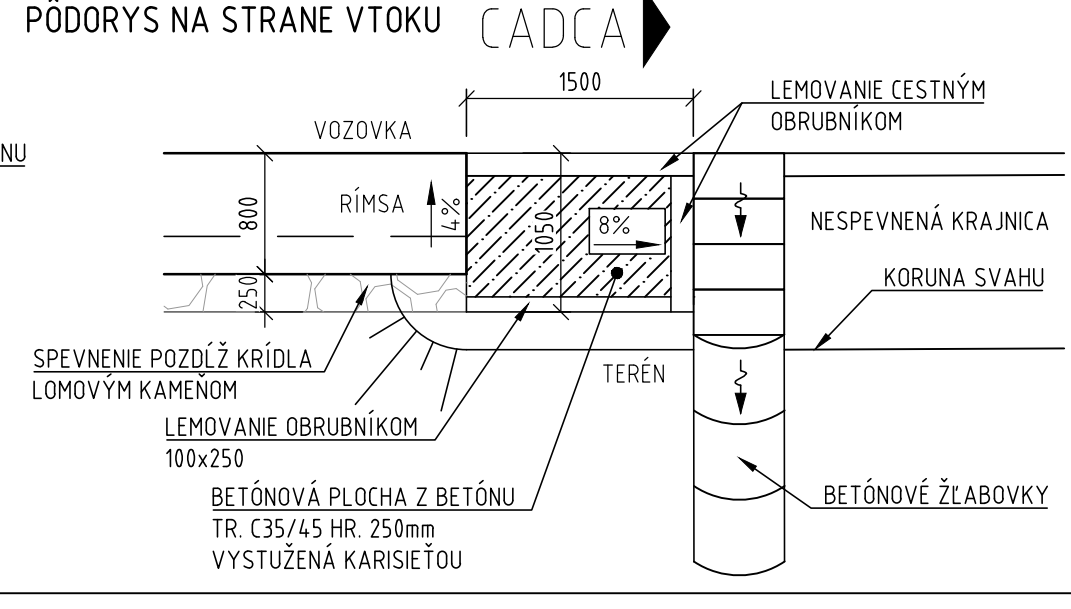 PÔDORYS NA STRANE VTOKU
CADCA
1500
LEMOVANIE CESTNÝM
OBRUBNÍKOM
VOZOVKA
NU
RÍMSA
4%
800
1050
8%
NESPEVNENÁ KRAJNICA
KORUNA SVAHU
250
SPEVNENIE POZDĹŽ KRÍDLA
LOMOVÝM KAMEŇOM
TERÉN
LEMOVANIE OBRUBNÍKOM
100x250
BETÓNOVÁ PLOCHA Z BETÓNU
TR. C35/45 HR. 250mm
VYSTUŽENÁ KARISIEŤOU
BETÓNOVÉ ŽĽABOVKY